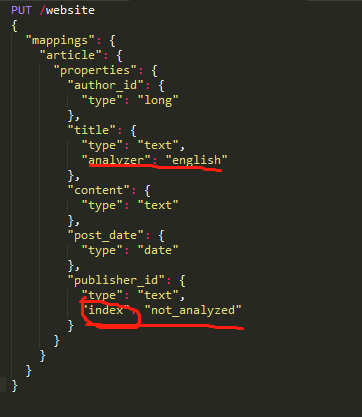 PUT /website
{
  "mappings": {
    "article": {
      "properties": {
        "author_id": {
          "type": "long"
        },
        "title": {
          "type": "text",
          "analyzer": "english"
        },
        "content": {
          "type": "text"
        },
        "post_date": {
          "type": "date"
        },
        "publisher_id": {
          "type": "text",
          "index": "not_analyzed"
        }
      }
    }
  }
}